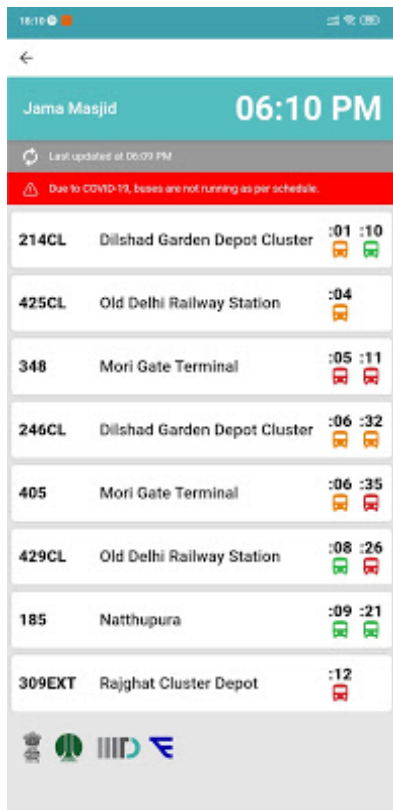 18:10
←
Jama Masjid 06:10 PM
Last updated at 06:09 PM
Due to COVID-19, buses are not running as per schedule.
214CL Dilshad Garden Depot Cluster :01 :10
425CL Old Delhi Railway Station :04
348 Mori Gate Terminal :05 :11
246CL Dilshad Garden Depot Cluster :06 :32
405 Mori Gate Terminal :06 :35
429CL Old Delhi Railway Station :08 :26
185 Natthupura :09 :21
309EXT Rajghat Cluster Depot :12
IIID